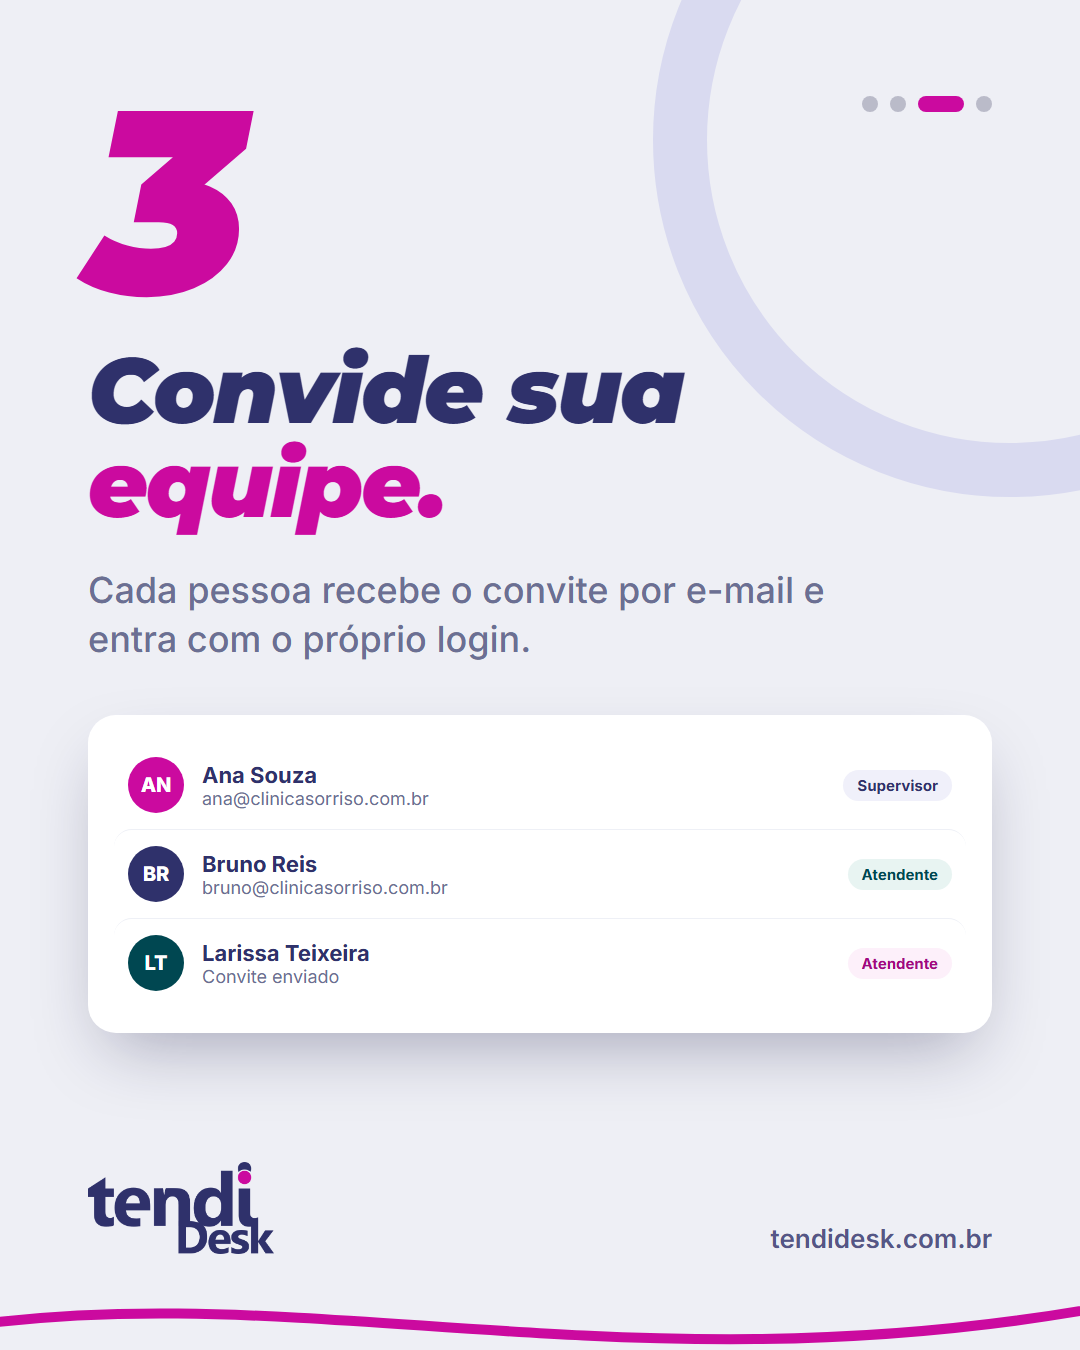 3
Convide sua
equipe.
Cada pessoa recebe o convite por e-mail e
entra com o próprio login.
AN
Ana Souza
ana@clinicasorriso.com.br
Supervisor
BR
Bruno Reis
bruno@clinicasorriso.com.br
Atendente
LT
Larissa Teixeira
Convite enviado
Atendente
tendi
Desk
tendidesk.com.br